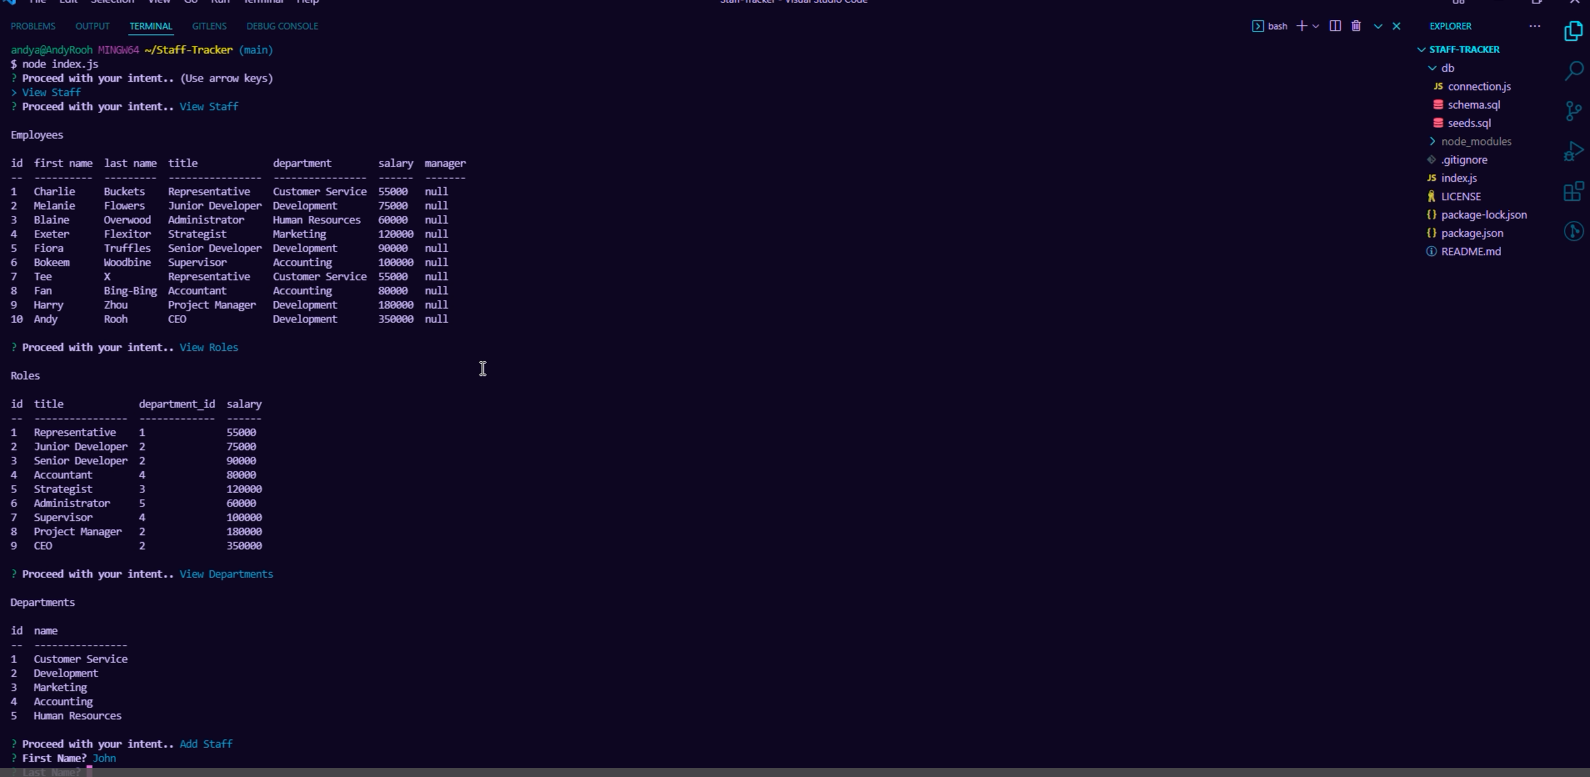 File Edit Selection View Go Run Terminal Help
Staff-Tracker - Visual Studio Code
PROBLEMS OUTPUT TERMINAL GITLENS DEBUG CONSOLE
bash
andya@AndyRooh MINGW64 ~/Staff-Tracker (main)
$ node index.js
? Proceed with your intent.. (Use arrow keys)
> View Staff
? Proceed with your intent.. View Staff
Employees
id first name last name title department salary manager
-- ---------- --------- ---------------- ---------------- ------ -------
1 Charlie Buckets Representative Customer Service 55000 null
2 Melanie Flowers Junior Developer Development 75000 null
3 Blaine Overwood Administrator Human Resources 60000 null
4 Exeter Flexitor Strategist Marketing 120000 null
5 Fiora Truffles Senior Developer Development 90000 null
6 Bokeem Woodbine Supervisor Accounting 100000 null
7 Tee X Representative Customer Service 55000 null
8 Fan Bing-Bing Accountant Accounting 80000 null
9 Harry Zhou Project Manager Development 180000 null
10 Andy Rooh CEO Development 350000 null
? Proceed with your intent.. View Roles
Roles
id title department_id salary
-- ---------------- ------------- ------
1 Representative 1 55000
2 Junior Developer 2 75000
3 Senior Developer 2 90000
4 Accountant 4 80000
5 Strategist 3 120000
6 Administrator 5 60000
7 Supervisor 4 100000
8 Project Manager 2 180000
9 CEO 2 350000
? Proceed with your intent.. View Departments
Departments
id name
-- ----------------
1 Customer Service
2 Development
3 Marketing
4 Accounting
5 Human Resources
? Proceed with your intent.. Add Staff
? First Name? John
? Last Name?
EXPLORER
STAFF-TRACKER
db
JS connection.js
schema.sql
seeds.sql
node_modules
.gitignore
JS index.js
LICENSE
{} package-lock.json
{} package.json
README.md